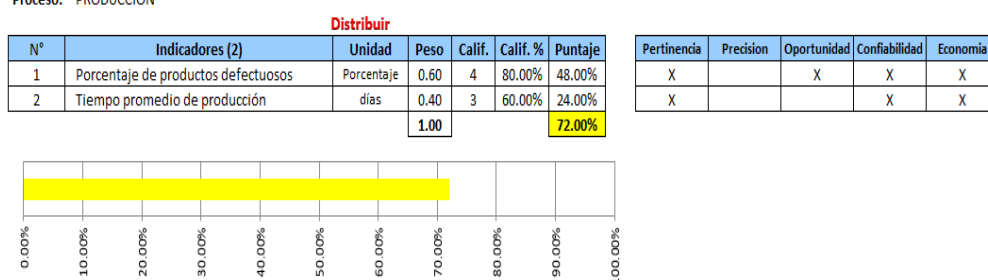 Proceso: PRODUCCIÓN
Distribuir
N° Indicadores (2) Unidad Peso Calif. Calif. % Puntaje Pertinencia Precision Oportunidad Confiabilidad Economia
1 Porcentaje de productos defectuosos Porcentaje 0.60 4 80.00% 48.00% X X X X
2 Tiempo promedio de producción días 0.40 3 60.00% 24.00% X X X
1.00 72.00%
0.00% 10.00% 20.00% 30.00% 40.00% 50.00% 60.00% 70.00% 80.00% 90.00% 00.00%